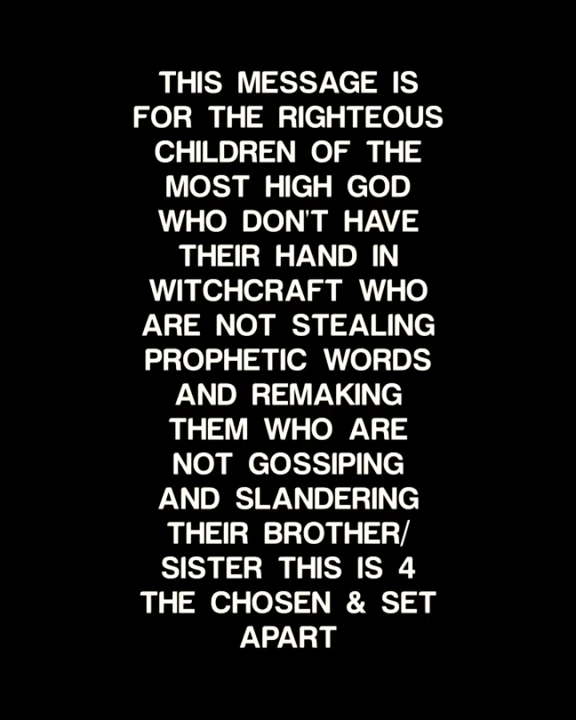 THIS MESSAGE IS
FOR THE RIGHTEOUS
CHILDREN OF THE
MOST HIGH GOD
WHO DON'T HAVE
THEIR HAND IN
WITCHCRAFT WHO
ARE NOT STEALING
PROPHETIC WORDS
AND REMAKING
THEM WHO ARE
NOT GOSSIPING
AND SLANDERING
THEIR BROTHER/
SISTER THIS IS 4
THE CHOSEN & SET
APART